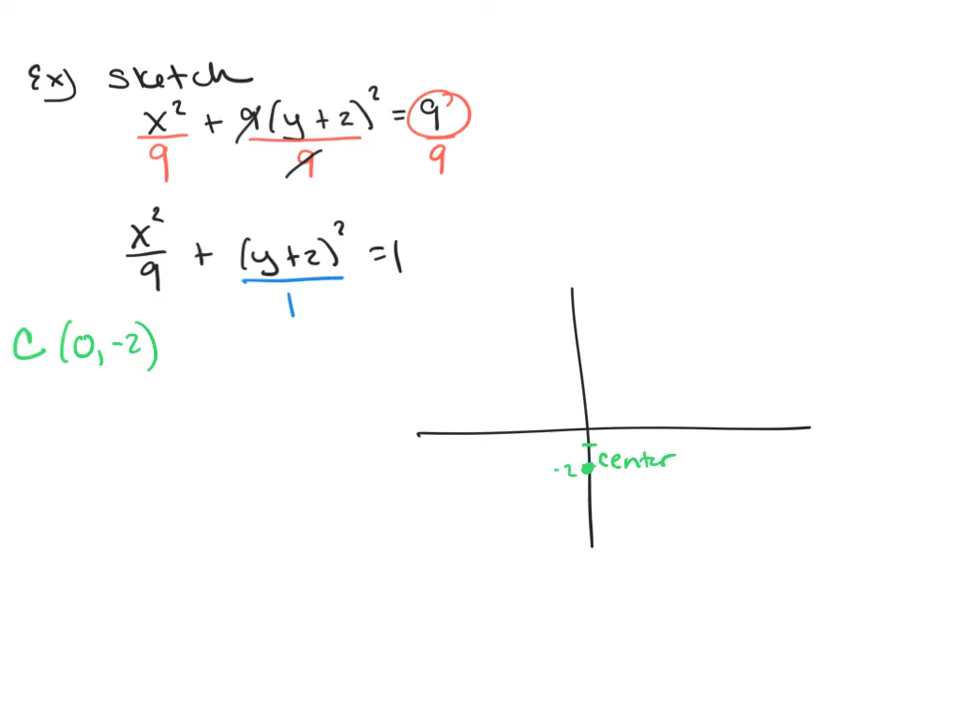 Ex) sketch
x² + 9(y+2)² = 9
9 9 9
x² + (y+2)² = 1
9 1
C (0, -2)
center
-2